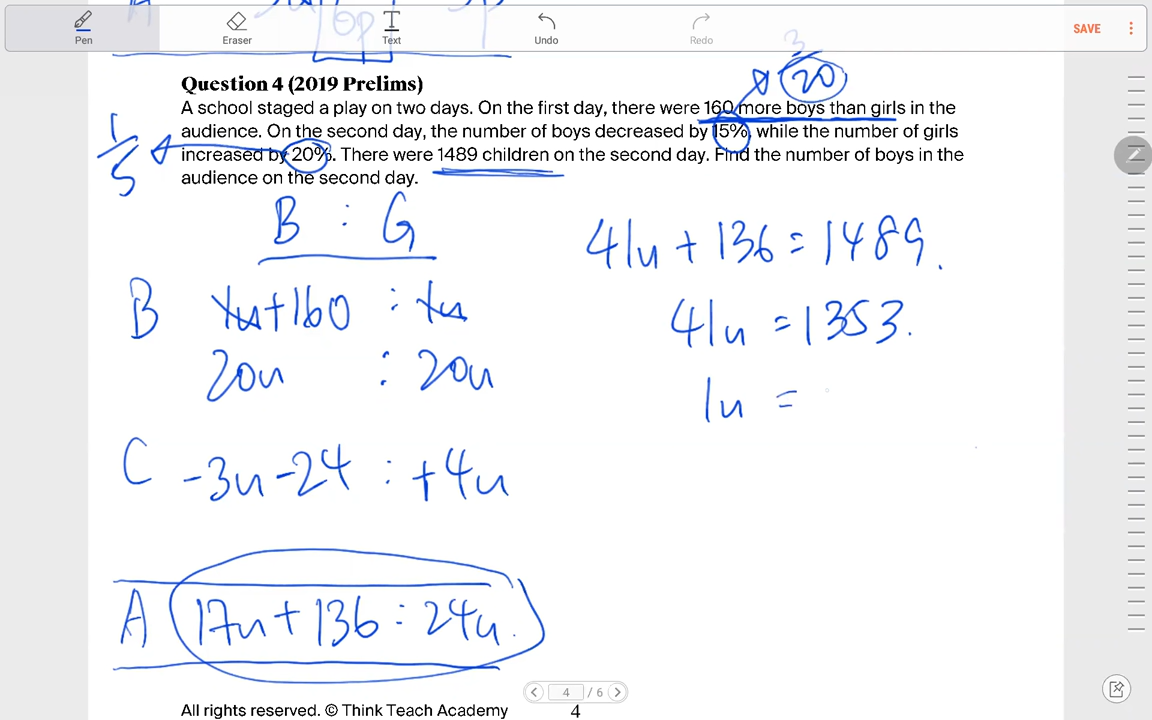 Pen Eraser Text Undo Redo SAVE
3
20
Question 4 (2019 Prelims)
A school staged a play on two days. On the first day, there were 160 more boys than girls in the
audience. On the second day, the number of boys decreased by 15%, while the number of girls
increased by 20%. There were 1489 children on the second day. Find the number of boys in the
audience on the second day.
1
5
B : G
B 4u+160 : 4u
20u : 20u
C -3u-24 : +4u
A 17u+136 : 24u.
41u + 136 = 1489.
41u = 1353.
1u =
4 / 6
All rights reserved. © Think Teach Academy 4